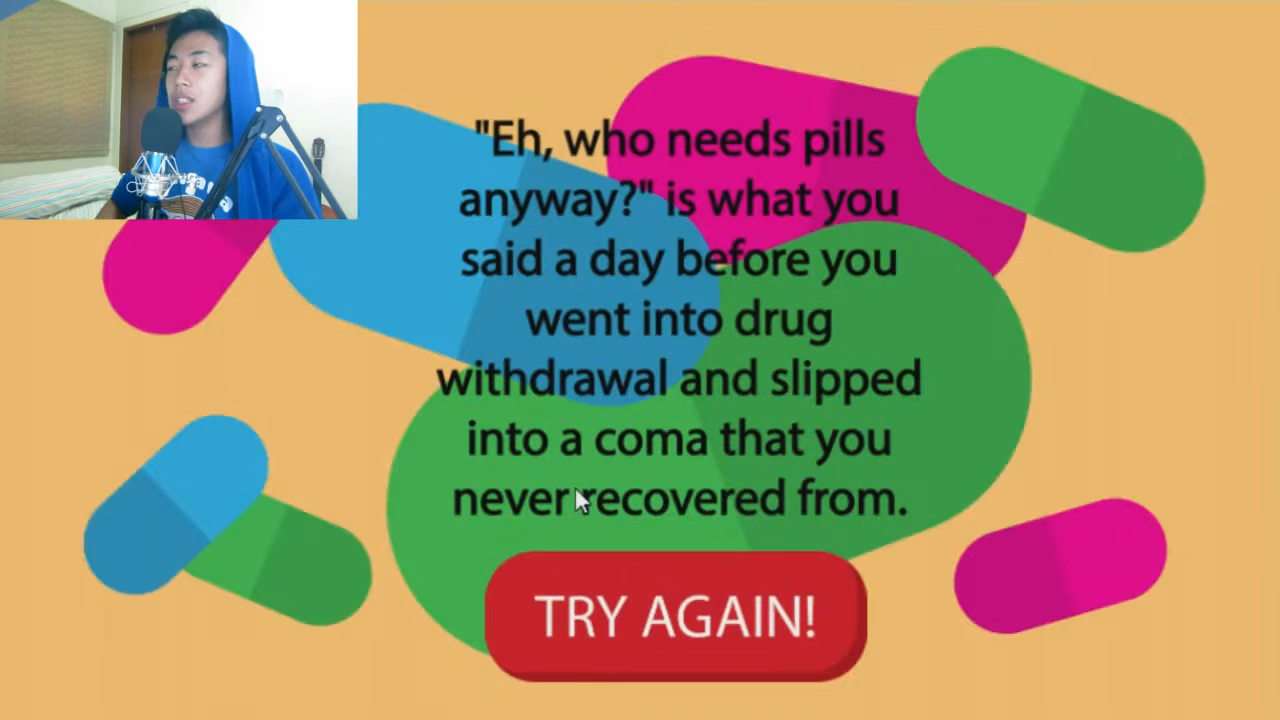 "Eh, who needs pills
anyway?" is what you
said a day before you
went into drug
withdrawal and slipped
into a coma that you
never recovered from.
TRY AGAIN!